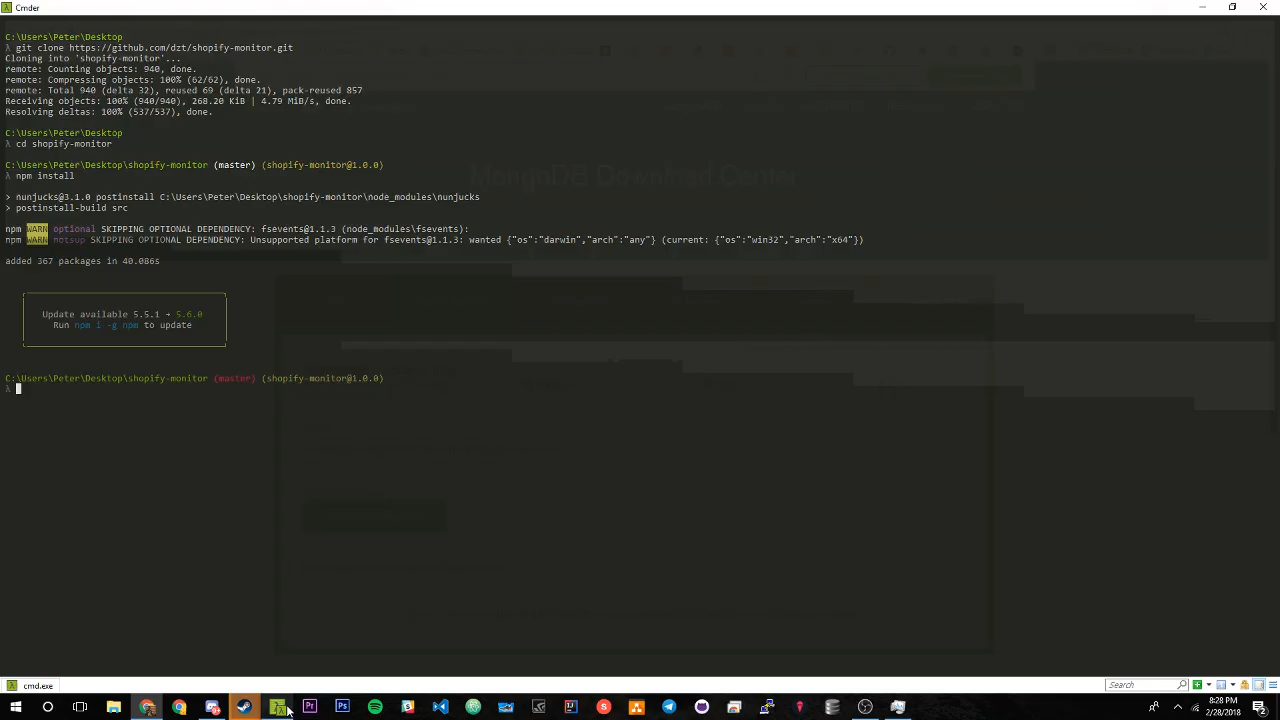 Cmder
C:\Users\Peter\Desktop
λ git clone https://github.com/dzt/shopify-monitor.git
Cloning into 'shopify-monitor'...
remote: Counting objects: 940, done.
remote: Compressing objects: 100% (62/62), done.
remote: Total 940 (delta 32), reused 69 (delta 21), pack-reused 857
Receiving objects: 100% (940/940), 268.20 KiB | 4.79 MiB/s, done.
Resolving deltas: 100% (537/537), done.
C:\Users\Peter\Desktop
λ cd shopify-monitor
C:\Users\Peter\Desktop\shopify-monitor (master) (shopify-monitor@1.0.0)
λ npm install
MongoDB Download Center
> nunjucks@3.1.0 postinstall C:\Users\Peter\Desktop\shopify-monitor\node_modules\nunjucks
> postinstall-build src
npm WARN optional SKIPPING OPTIONAL DEPENDENCY: fsevents@1.1.3 (node_modules\fsevents):
npm WARN notsup SKIPPING OPTIONAL DEPENDENCY: Unsupported platform for fsevents@1.1.3: wanted {"os":"darwin","arch":"any"} (current: {"os":"win32","arch":"x64"})
added 367 packages in 40.086s
Update available 5.5.1 → 5.6.0
Run npm i -g npm to update
C:\Users\Peter\Desktop\shopify-monitor (master) (shopify-monitor@1.0.0)
λ
cmd.exe
Search
8:28 PM
2/28/2018